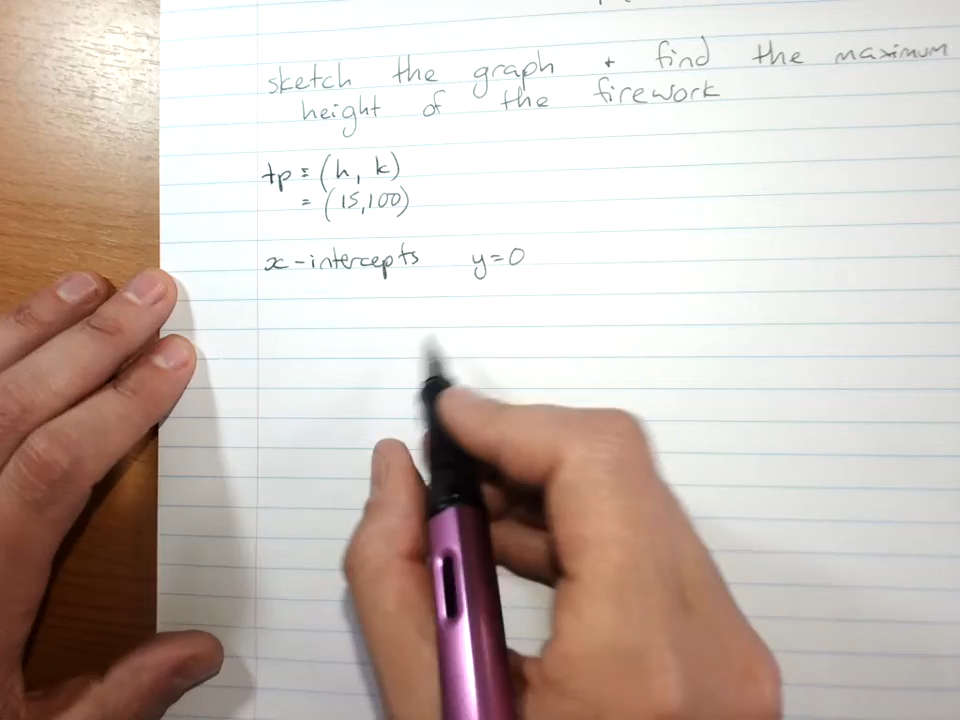 sketch the graph + find the maximum
height of the firework
tp = (h, k)
= (15,100)
x-intercepts y=0